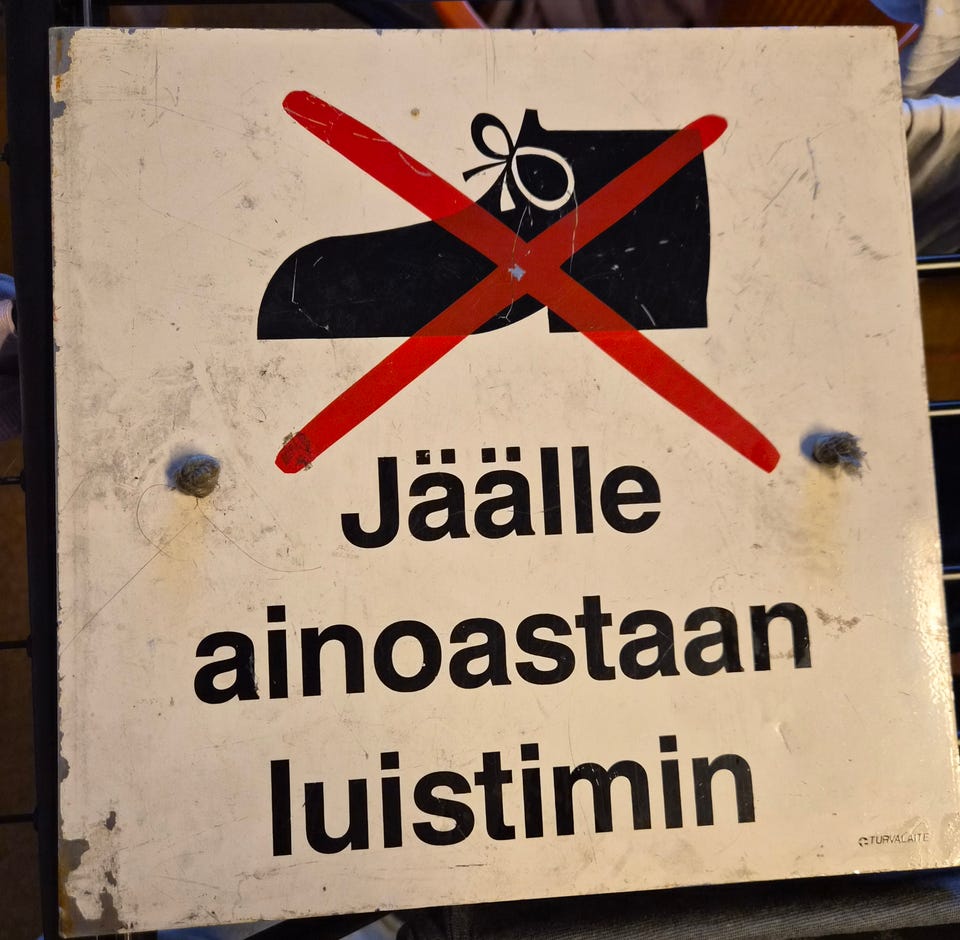 Jäälle
ainoastaan
luistimin
TURVALAITE